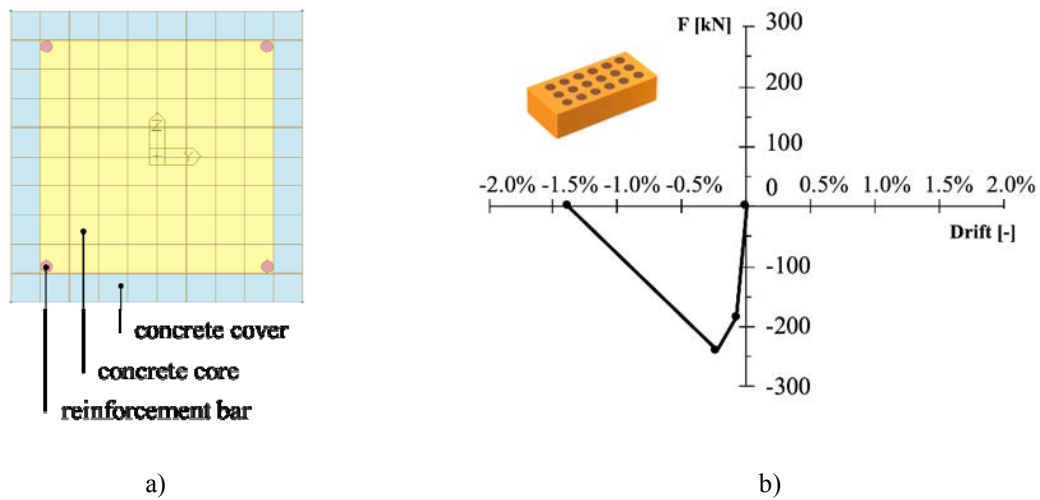 Z
Y
concrete cover
concrete core
reinforcement bar
a)
F [kN]
300
200
100
-2.0% -1.5% -1.0% -0.5% 0 0.5% 1.0% 1.5% 2.0%
Drift [-]
-100
-200
-300
b)